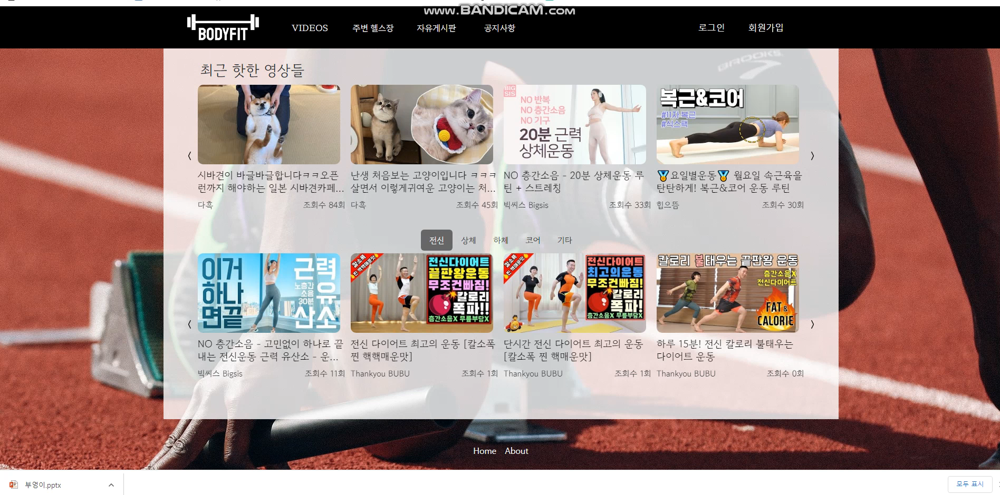 www.BANDICAM.com
BODYFIT
VIDEOS
주변 헬스장
자유게시판
공지사항
로그인
회원가입
BROOKS
최근 핫한 영상들
BIG
SIS
NO 반복
NO 층간소음
NO 기구
20분 근력
상체운동
복근&코어
#11자 복근
#식스팩
〈
〉
시바견이 바글바글합니다ㅋㅋ오픈
런까지 해야하는 일본 시바견카페...
다흑
조회수 84회
난생 처음보는 고양이입니다 ㅋㅋㅋ
살면서 이렇게귀여운 고양이는 처...
다흑
조회수 45회
NO 층간소음 - 20분 상체운동 루
틴 + 스트레칭
빅씨스 Bigsis
조회수 33회
🏅요일별운동🏅 월요일 속근육을
탄탄하게! 복근&코어 운동 루틴
힙으뜸
조회수 30회
전신
상체
하체
코어
기타
이거
하나
면끝
근력
유
산소
노층간
소음
30분
칼소폭
찐 핵핵매운맛
전신다이어트
끝판왕운동
무조건빠짐!
칼로리
폭파!!
층간소음X 무릎부담X
칼소폭
찐 핵매운맛
전신다이어트
최고의운동
무조건빠짐!
칼로리
폭파!
층간소음X 무릎부담X
칼로리 불태우는 끝판왕 운동
층간소음X
전신다이어트
FAT &
CALORIE
〈
〉
NO 층간소음 - 고민없이 하나로 끝
내는 전신운동 근력 유산소 - 운...
빅씨스 Bigsis
조회수 11회
전신 다이어트 최고의 운동 [칼소폭
찐 핵핵매운맛]
Thankyou BUBU
조회수 1회
단시간 전신 다이어트 최고의 운동
[칼소폭 찐 핵매운맛]
Thankyou BUBU
조회수 1회
하루 15분! 전신 칼로리 불태우는
다이어트 운동
Thankyou BUBU
조회수 0회
Home
About
부엉이.pptx
모두 표시